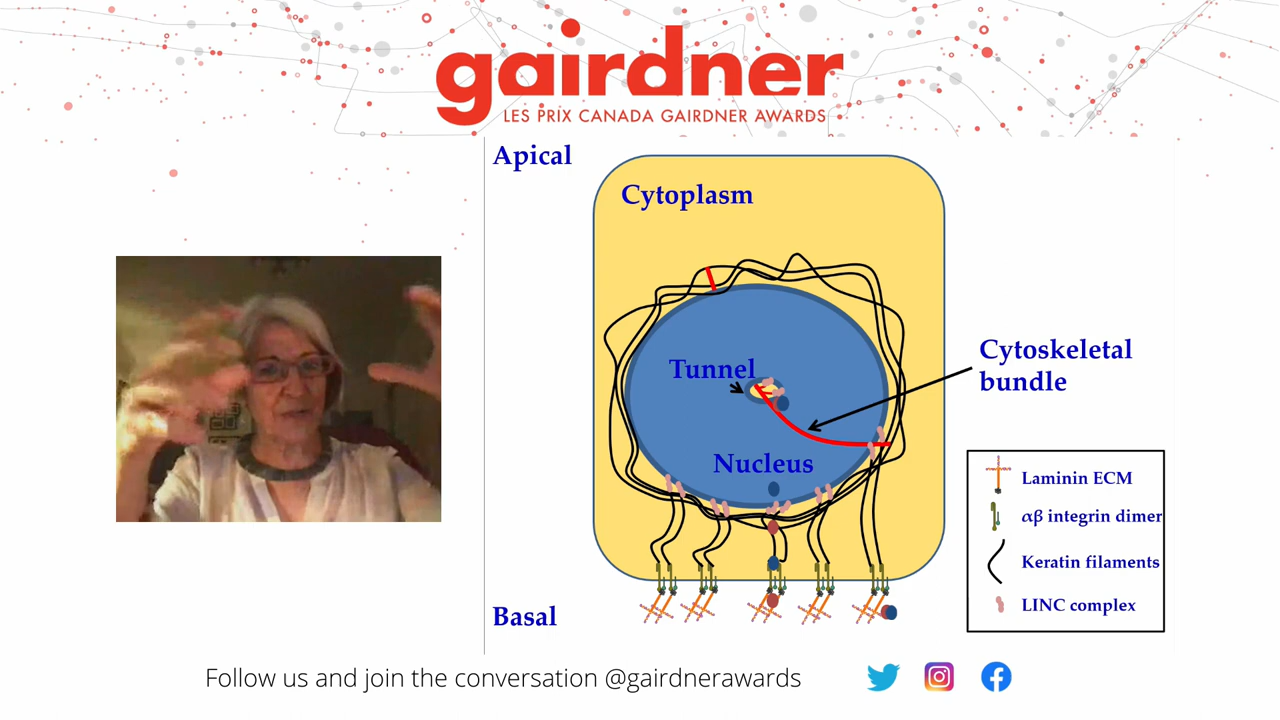 gairdner
LES PRIX CANADA GAIRDNER AWARDS
Apical
Cytoplasm
Tunnel
Cytoskeletal
bundle
Nucleus
Laminin ECM
αβ integrin dimer
Keratin filaments
LINC complex
Basal
Follow us and join the conversation @gairdnerawards